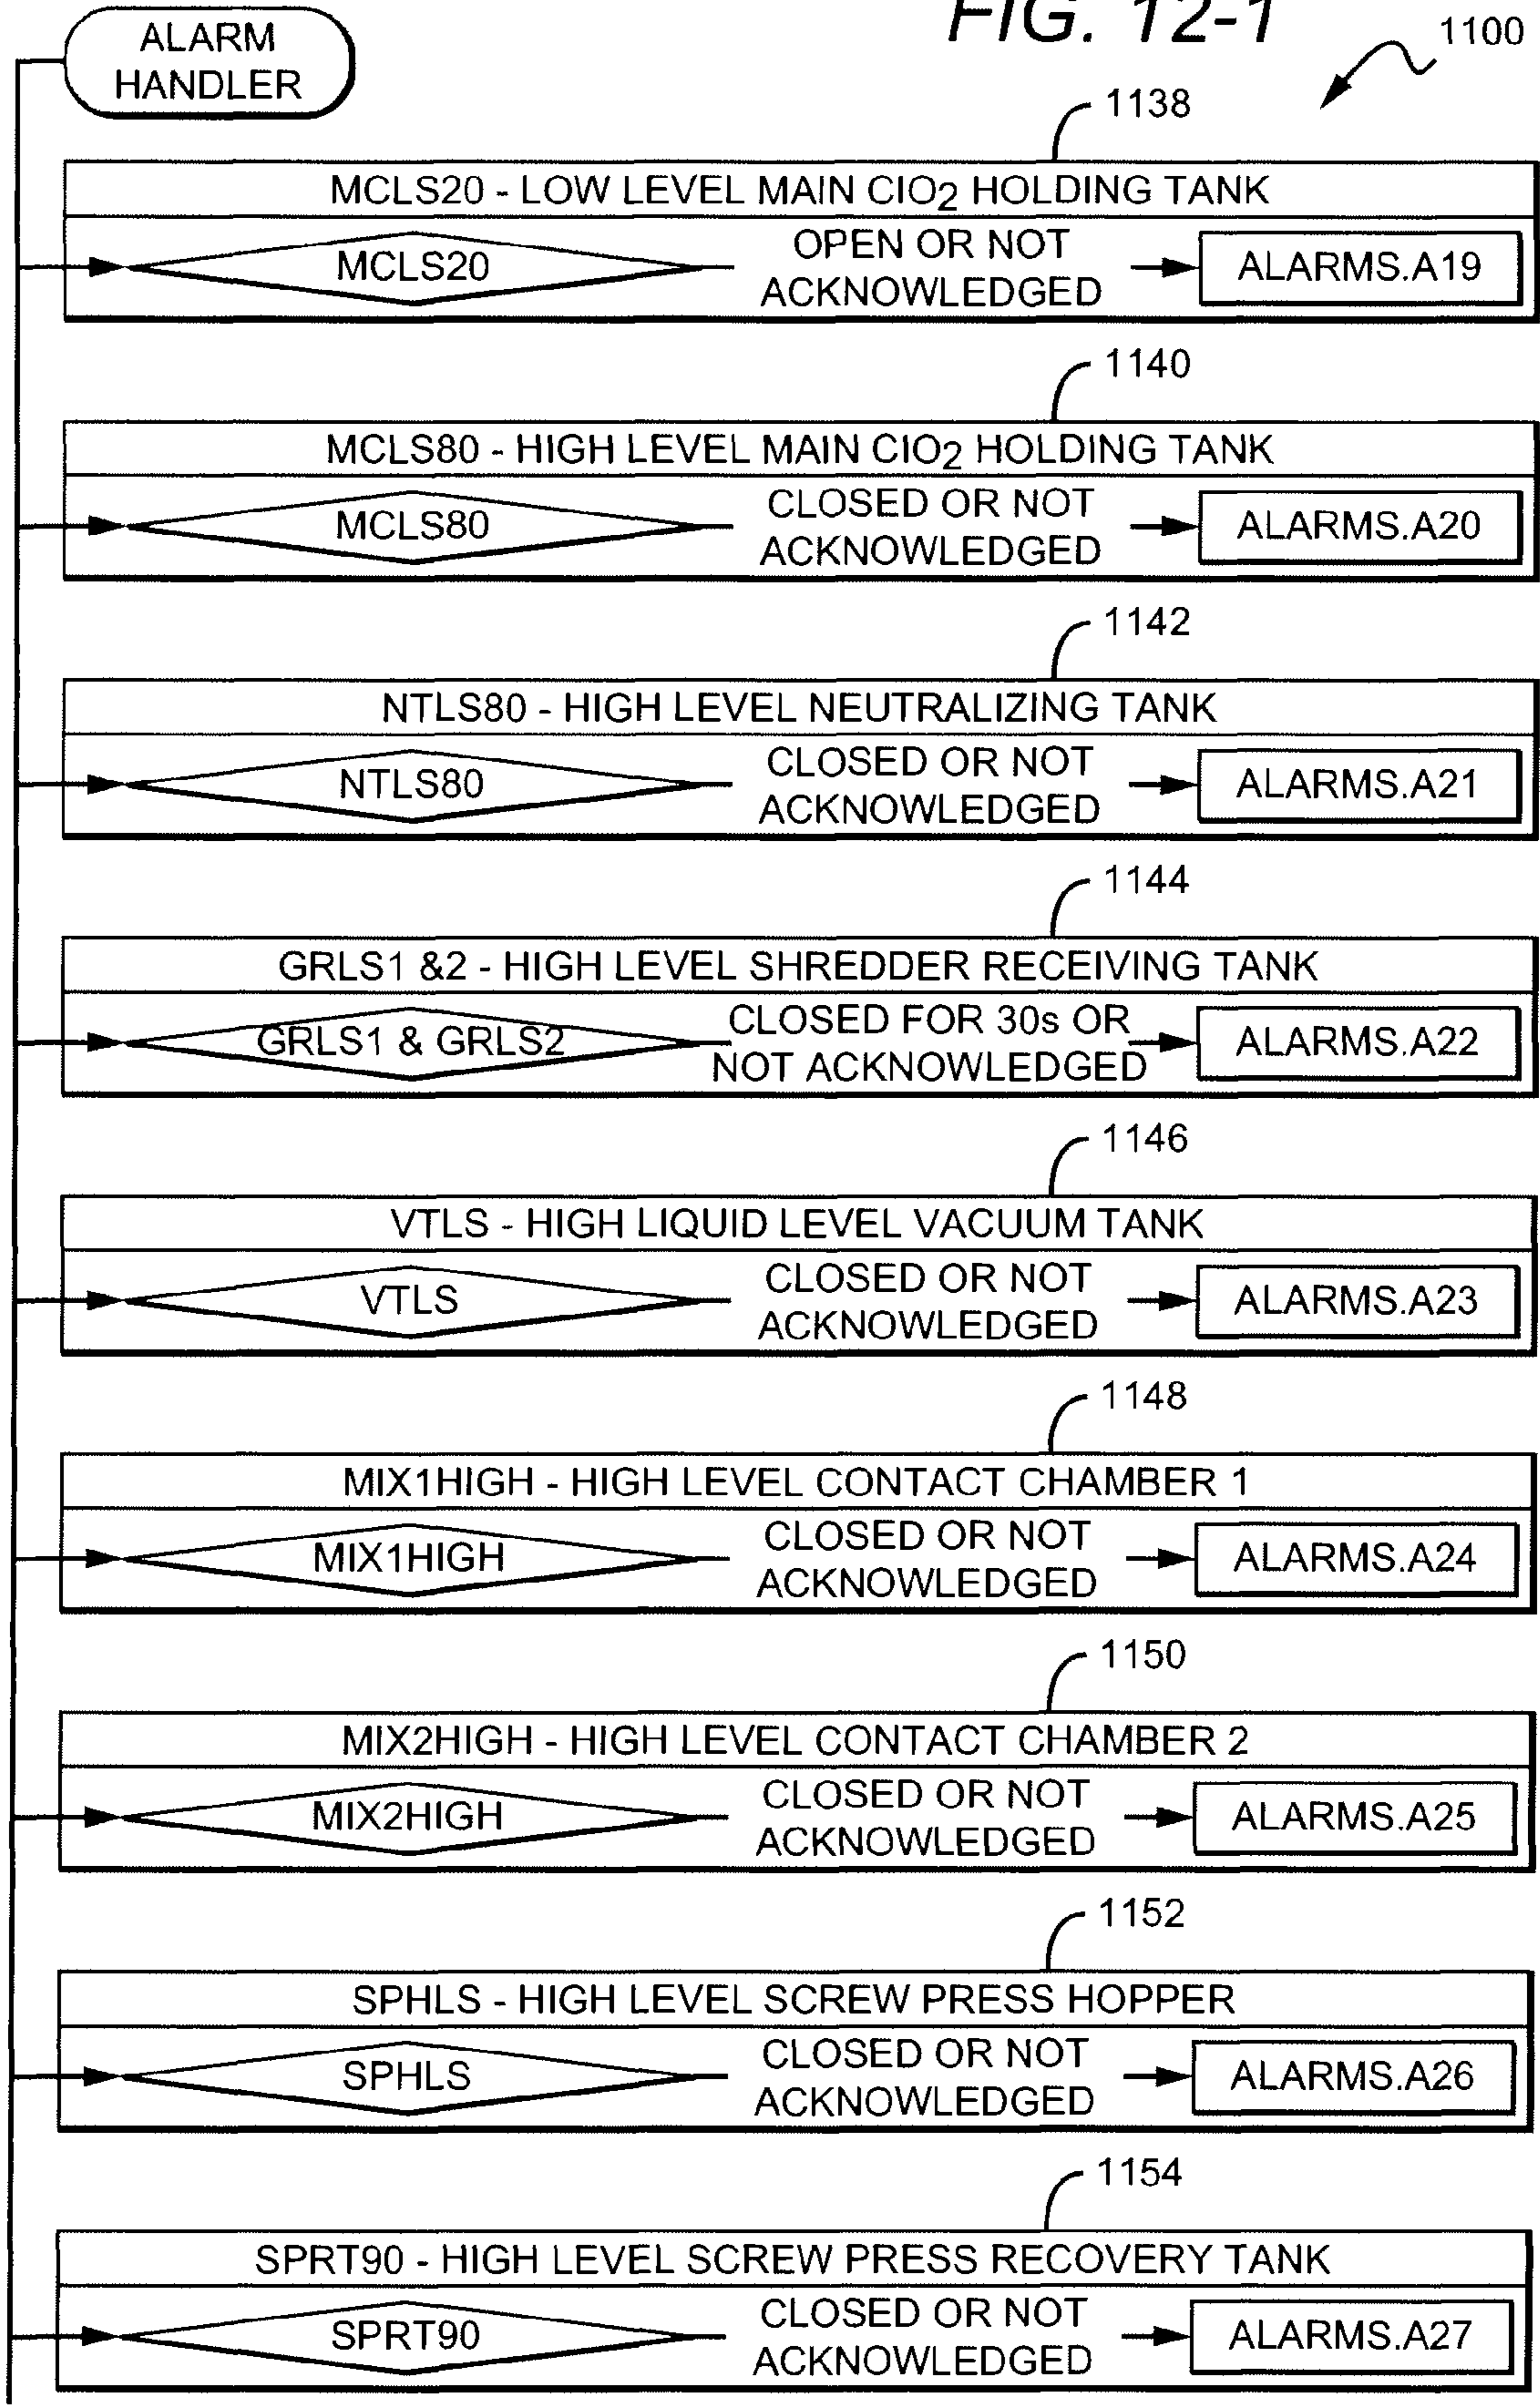 FIG. 12-1
1100
ALARM
HANDLER
1138
MCLS20 - LOW LEVEL MAIN ClO2 HOLDING TANK
MCLS20
OPEN OR NOT
ACKNOWLEDGED
ALARMS.A19
1140
MCLS80 - HIGH LEVEL MAIN ClO2 HOLDING TANK
MCLS80
CLOSED OR NOT
ACKNOWLEDGED
ALARMS.A20
1142
NTLS80 - HIGH LEVEL NEUTRALIZING TANK
NTLS80
CLOSED OR NOT
ACKNOWLEDGED
ALARMS.A21
1144
GRLS1 &2 - HIGH LEVEL SHREDDER RECEIVING TANK
GRLS1 & GRLS2
CLOSED FOR 30s OR
NOT ACKNOWLEDGED
ALARMS.A22
1146
VTLS - HIGH LIQUID LEVEL VACUUM TANK
VTLS
CLOSED OR NOT
ACKNOWLEDGED
ALARMS.A23
1148
MIX1HIGH - HIGH LEVEL CONTACT CHAMBER 1
MIX1HIGH
CLOSED OR NOT
ACKNOWLEDGED
ALARMS.A24
1150
MIX2HIGH - HIGH LEVEL CONTACT CHAMBER 2
MIX2HIGH
CLOSED OR NOT
ACKNOWLEDGED
ALARMS.A25
1152
SPHLS - HIGH LEVEL SCREW PRESS HOPPER
SPHLS
CLOSED OR NOT
ACKNOWLEDGED
ALARMS.A26
1154
SPRT90 - HIGH LEVEL SCREW PRESS RECOVERY TANK
SPRT90
CLOSED OR NOT
ACKNOWLEDGED
ALARMS.A27